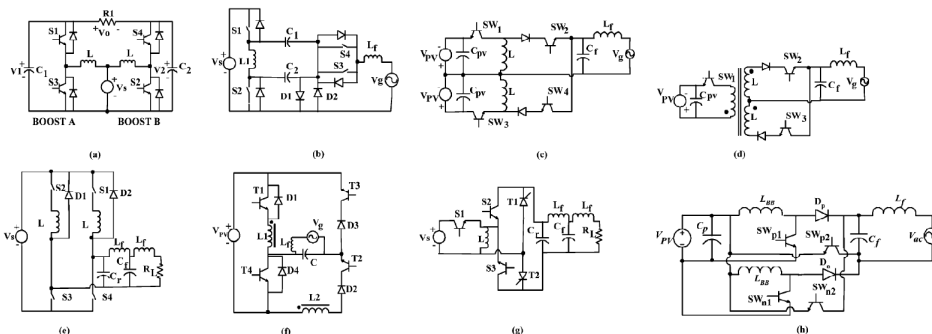 R1
+ Vo -
S1
S4
V1
C1
L
L
S3
Vs
S2
V2
C2
BOOST A
BOOST B
(a)
S1
C1
Vs
L1
S4
Lf
C2
S3
S2
D1
D2
Vg
(b)
SW1
SW2
Lf
VPV
Cpv
L
Cf
Vg
VPV
Cpv
L
SW4
SW3
(c)
SW1
SW2
Lf
VPV
Cpv
L
L
Cf
Vg
SW3
(d)
S2
D1
S1
D2
L
L
Vs
Lf
Lf
Cf
Cr
R1
S3
S4
(e)
T1
D1
T3
VPV
L1
Vg
D3
Lf
C
T4
D4
T2
D2
L2
(f)
S1
S2
T1
Lf
Lf
Vs
L
Cr
Cf
R1
S3
T2
(g)
LBB
Dp
Lf
VPV
Cp
SWp1
SWp2
Cf
Vac
LBB
SWn1
SWn2
(h)